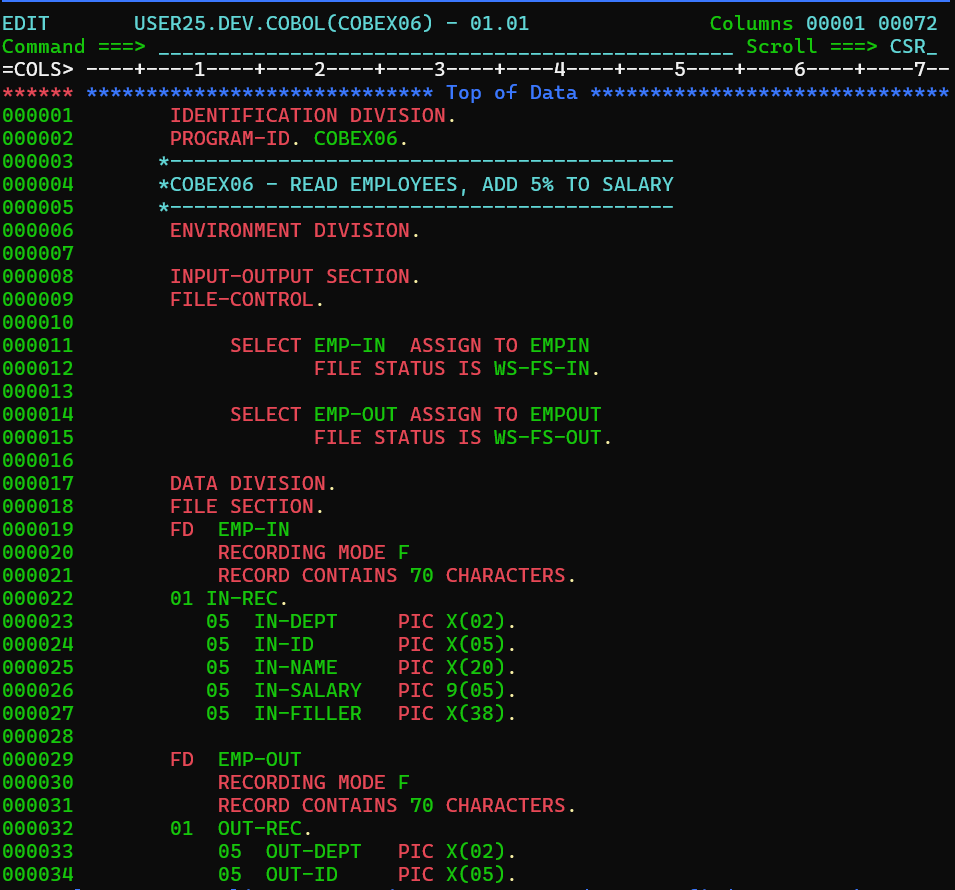 EDIT       USER25.DEV.COBOL(COBEX06) - 01.01               Columns 00001 00072
Command ===> ________________________________________________ Scroll ===> CSR_
=COLS> ----+----1----+----2----+----3----+----4----+----5----+----6----+----7--
****** ***************************** Top of Data ******************************
000001        IDENTIFICATION DIVISION.
000002        PROGRAM-ID. COBEX06.
000003       *------------------------------------------
000004       *COBEX06 - READ EMPLOYEES, ADD 5% TO SALARY
000005       *------------------------------------------
000006        ENVIRONMENT DIVISION.
000007
000008        INPUT-OUTPUT SECTION.
000009        FILE-CONTROL.
000010
000011             SELECT EMP-IN  ASSIGN TO EMPIN
000012                    FILE STATUS IS WS-FS-IN.
000013
000014             SELECT EMP-OUT ASSIGN TO EMPOUT
000015                    FILE STATUS IS WS-FS-OUT.
000016
000017        DATA DIVISION.
000018        FILE SECTION.
000019        FD  EMP-IN
000020            RECORDING MODE F
000021            RECORD CONTAINS 70 CHARACTERS.
000022        01 IN-REC.
000023           05  IN-DEPT     PIC X(02).
000024           05  IN-ID       PIC X(05).
000025           05  IN-NAME     PIC X(20).
000026           05  IN-SALARY   PIC 9(05).
000027           05  IN-FILLER   PIC X(38).
000028
000029        FD  EMP-OUT
000030            RECORDING MODE F
000031            RECORD CONTAINS 70 CHARACTERS.
000032        01  OUT-REC.
000033            05  OUT-DEPT   PIC X(02).
000034            05  OUT-ID     PIC X(05).